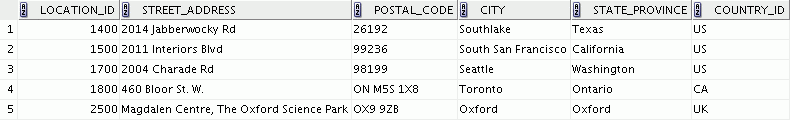 LOCATION_ID STREET_ADDRESS POSTAL_CODE CITY STATE_PROVINCE COUNTRY_ID
1 1400 2014 Jabberwocky Rd 26192 Southlake Texas US
2 1500 2011 Interiors Blvd 99236 South San Francisco California US
3 1700 2004 Charade Rd 98199 Seattle Washington US
4 1800 460 Bloor St. W. ON M5S 1X8 Toronto Ontario CA
5 2500 Magdalen Centre, The Oxford Science Park OX9 9ZB Oxford Oxford UK